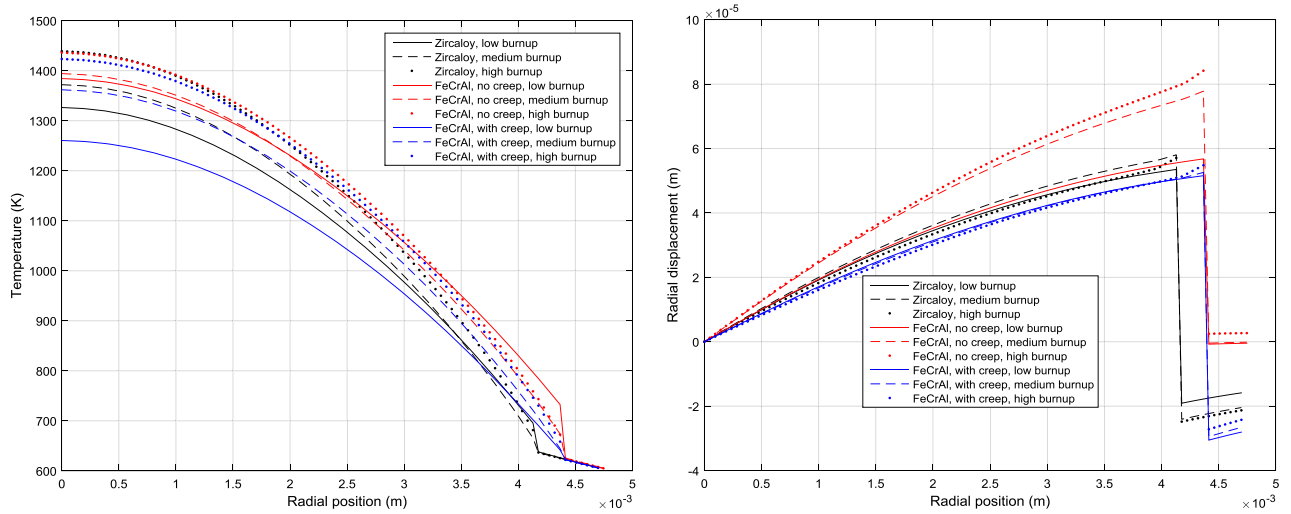 1500
1400
1300
1200
1100
1000
900
800
700
600
Temperature (K)
Zircaloy, low burnup
Zircaloy, medium burnup
Zircaloy, high burnup
FeCrAl, no creep, low burnup
FeCrAl, no creep, medium burnup
FeCrAl, no creep, high burnup
FeCrAl, with creep, low burnup
FeCrAl, with creep, medium burnup
FeCrAl, with creep, high burnup
0 0.5 1 1.5 2 2.5 3 3.5 4 4.5 5
Radial position (m)
×10⁻³
×10⁻⁵
10
8
6
4
2
0
-2
-4
Radial displacement (m)
Zircaloy, low burnup
Zircaloy, medium burnup
Zircaloy, high burnup
FeCrAl, no creep, low burnup
FeCrAl, no creep, medium burnup
FeCrAl, no creep, high burnup
FeCrAl, with creep, low burnup
FeCrAl, with creep, medium burnup
FeCrAl, with creep, high burnup
0 0.5 1 1.5 2 2.5 3 3.5 4 4.5 5
Radial position (m)
×10⁻³